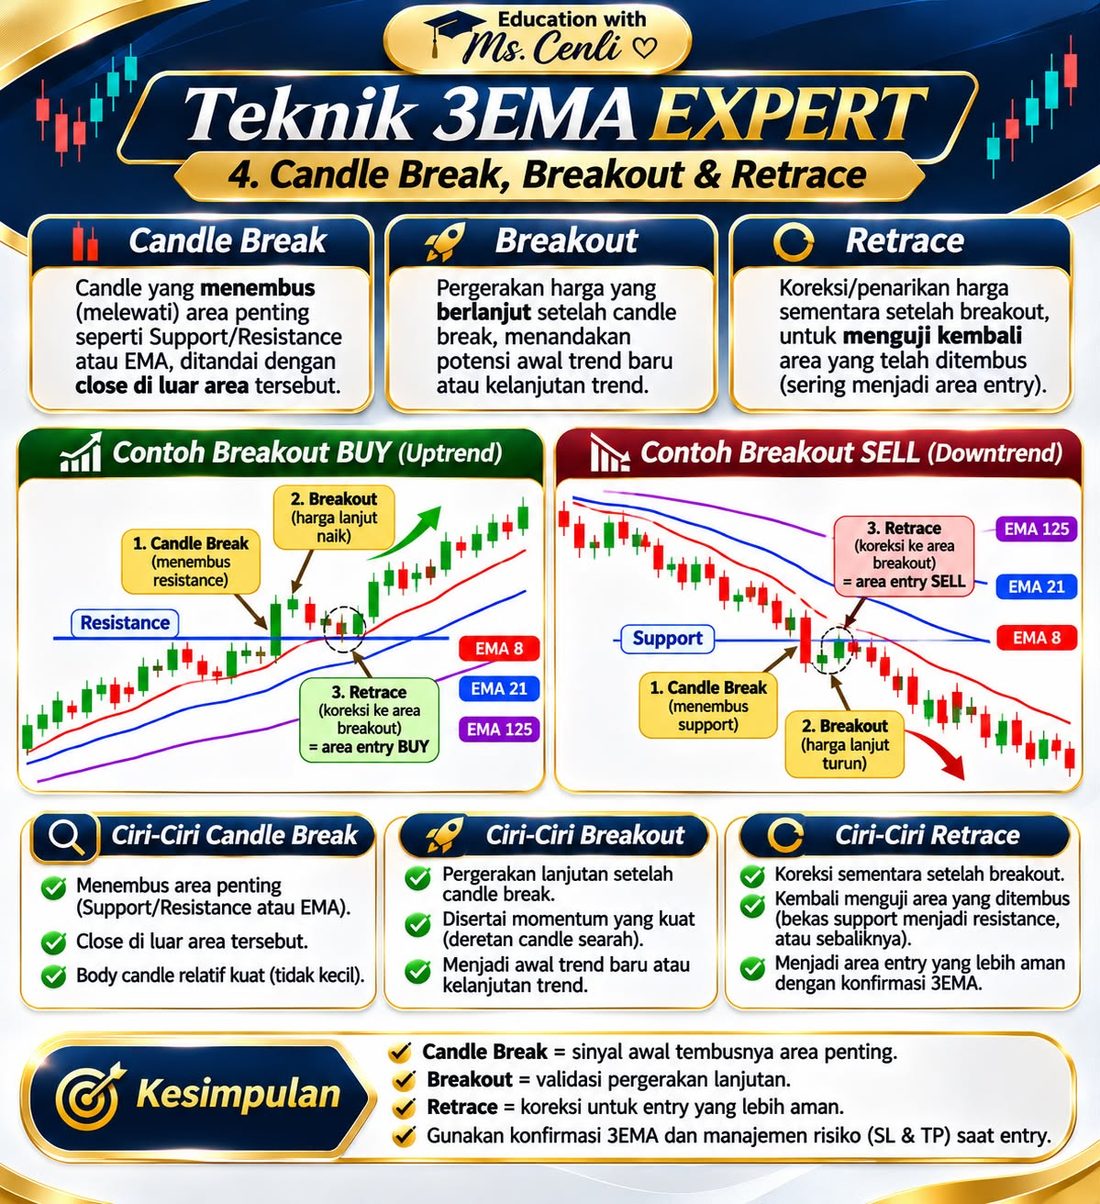 Education with
Ms. Cenli
Teknik 3EMA EXPERT
4. Candle Break, Breakout & Retrace
Candle Break
Candle yang menembus
(melewati) area penting
seperti Support/Resistance
atau EMA, ditandai dengan
close di luar area tersebut.
Breakout
Pergerakan harga yang
berlanjut setelah candle
break, menandakan
potensi awal trend baru
atau kelanjutan trend.
Retrace
Koreksi/penarikan harga
sementara setelah breakout,
untuk menguji kembali
area yang telah ditembus
(sering menjadi area entry).
Contoh Breakout BUY (Uptrend)
2. Breakout
(harga lanjut
naik)
1. Candle Break
(menembus
resistance)
Resistance
EMA 8
EMA 21
EMA 125
3. Retrace
(koreksi ke area
breakout)
= area entry BUY
Contoh Breakout SELL (Downtrend)
3. Retrace
(koreksi ke area
breakout)
= area entry SELL
EMA 125
EMA 21
EMA 8
Support
1. Candle Break
(menembus
support)
2. Breakout
(harga lanjut
turun)
Ciri-Ciri Candle Break
Menembus area penting
(Support/Resistance atau EMA).
Close di luar area tersebut.
Body candle relatif kuat (tidak kecil).
Ciri-Ciri Breakout
Pergerakan lanjutan setelah
candle break.
Disertai momentum yang kuat
(deretan candle searah).
Menjadi awal trend baru atau
kelanjutan trend.
Ciri-Ciri Retrace
Koreksi sementara setelah breakout.
Kembali menguji area yang ditembus
(bekas support menjadi resistance,
atau sebaliknya).
Menjadi area entry yang lebih aman
dengan konfirmasi 3EMA.
Kesimpulan
Candle Break = sinyal awal tembusnya area penting.
Breakout = validasi pergerakan lanjutan.
Retrace = koreksi untuk entry yang lebih aman.
Gunakan konfirmasi 3EMA dan manajemen risiko (SL & TP) saat entry.